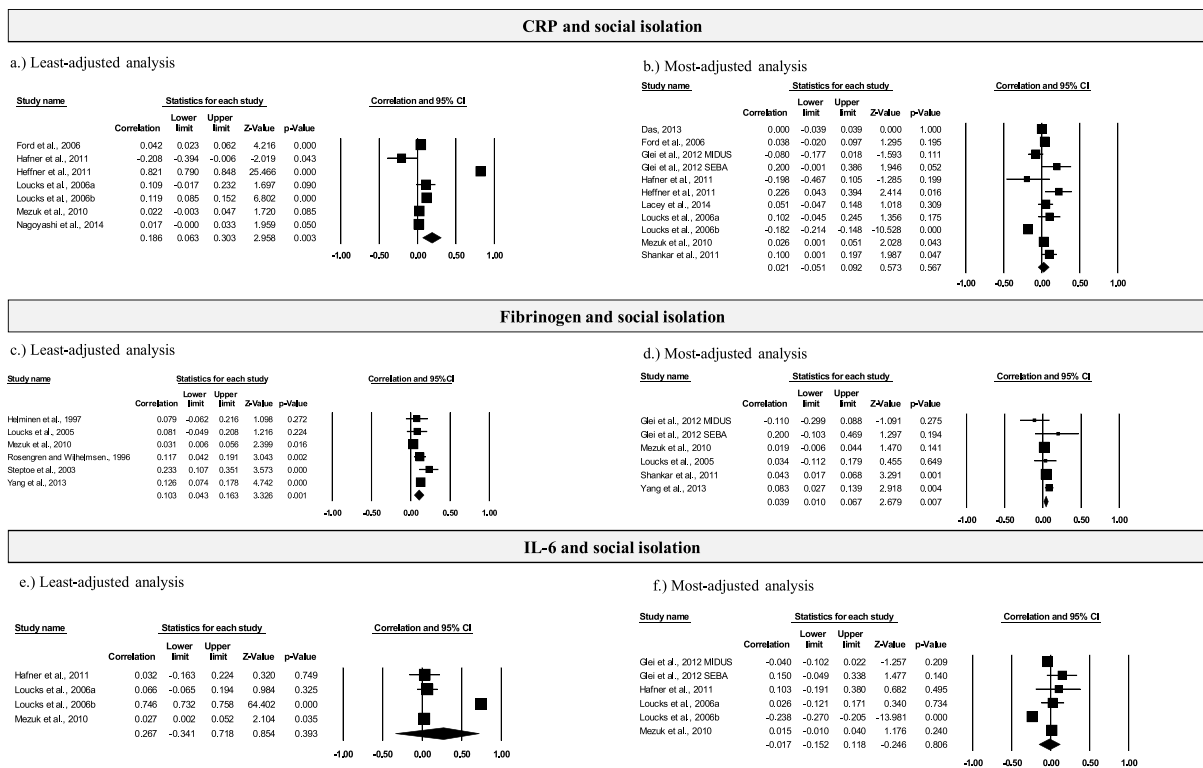 CRP and social isolation
a.) Least-adjusted analysis
Study name Statistics for each study Correlation and 95% CI
Correlation Lower limit Upper limit Z-Value p-Value
Ford et al., 2006 0.042 0.023 0.062 4.216 0.000
Hafner et al., 2011 -0.208 -0.394 -0.006 -2.019 0.043
Heffner et al., 2011 0.821 0.790 0.848 25.466 0.000
Loucks et al., 2006a 0.109 -0.017 0.232 1.697 0.090
Loucks et al., 2006b 0.119 0.085 0.152 6.802 0.000
Mezuk et al., 2010 0.022 -0.003 0.047 1.720 0.085
Nagoyashi et al., 2014 0.017 -0.000 0.033 1.959 0.050
0.186 0.063 0.303 2.958 0.003
-1.00 -0.50 0.00 0.50 1.00
b.) Most-adjusted analysis
Study name Statistics for each study Correlation and 95% CI
Correlation Lower limit Upper limit Z-Value p-Value
Das, 2013 0.000 -0.039 0.039 0.000 1.000
Ford et al., 2006 0.038 -0.020 0.097 1.295 0.195
Glei et al., 2012 MIDUS -0.080 -0.177 0.018 -1.593 0.111
Glei et al., 2012 SEBA 0.200 -0.001 0.386 1.946 0.052
Hafner et al., 2011 -0.198 -0.467 0.105 -1.285 0.199
Heffner et al., 2011 0.226 0.043 0.394 2.414 0.016
Lacey et al., 2014 0.051 -0.047 0.148 1.018 0.309
Loucks et al., 2006a 0.102 -0.045 0.245 1.356 0.175
Loucks et al., 2006b -0.182 -0.214 -0.148 -10.528 0.000
Mezuk et al., 2010 0.026 0.001 0.051 2.028 0.043
Shankar et al., 2011 0.100 0.001 0.197 1.987 0.047
0.021 -0.051 0.092 0.573 0.567
-1.00 -0.50 0.00 0.50 1.00
Fibrinogen and social isolation
c.) Least-adjusted analysis
Study name Statistics for each study Correlation and 95%CI
Correlation Lower limit Upper limit Z-Value p-Value
Helminen et al., 1997 0.079 -0.062 0.216 1.098 0.272
Loucks et al., 2005 0.081 -0.049 0.208 1.216 0.224
Mezuk et al., 2010 0.031 0.006 0.056 2.399 0.016
Rosengren and Wilhelmsen., 1996 0.117 0.042 0.191 3.043 0.002
Steptoe et al., 2003 0.233 0.107 0.351 3.573 0.000
Yang et al., 2013 0.126 0.074 0.178 4.742 0.000
0.103 0.043 0.163 3.326 0.001
-1.00 -0.50 0.00 0.50 1.00
d.) Most-adjusted analysis
Study name Statistics for each study Correlation and 95% CI
Correlation Lower limit Upper limit Z-Value p-Value
Glei et al., 2012 MIDUS -0.110 -0.299 0.088 -1.091 0.275
Glei et al., 2012 SEBA 0.200 -0.103 0.469 1.297 0.194
Mezuk et al., 2010 0.019 -0.006 0.044 1.470 0.141
Loucks et al., 2005 0.034 -0.112 0.179 0.455 0.649
Shankar et al., 2011 0.043 0.017 0.068 3.291 0.001
Yang et al., 2013 0.083 0.027 0.139 2.918 0.004
0.039 0.010 0.067 2.679 0.007
-1.00 -0.50 0.00 0.50 1.00
IL-6 and social isolation
e.) Least-adjusted analysis
Study name Statistics for each study Correlation and 95% CI
Correlation Lower limit Upper limit Z-Value p-Value
Hafner et al., 2011 0.032 -0.163 0.224 0.320 0.749
Loucks et al., 2006a 0.066 -0.065 0.194 0.984 0.325
Loucks et al., 2006b 0.746 0.732 0.758 64.402 0.000
Mezuk et al., 2010 0.027 0.002 0.052 2.104 0.035
0.267 -0.341 0.718 0.854 0.393
-1.00 -0.50 0.00 0.50 1.00
f.) Most-adjusted analysis
Study name Statistics for each study Correlation and 95% CI
Correlation Lower limit Upper limit Z-Value p-Value
Glei et al., 2012 MIDUS -0.040 -0.102 0.022 -1.257 0.209
Glei et al., 2012 SEBA 0.150 -0.049 0.338 1.477 0.140
Hafner et al., 2011 0.103 -0.191 0.380 0.682 0.495
Loucks et al., 2006a 0.026 -0.121 0.171 0.340 0.734
Loucks et al., 2006b -0.238 -0.270 -0.205 -13.981 0.000
Mezuk et al., 2010 0.015 -0.010 0.040 1.176 0.240
-0.017 -0.152 0.118 -0.246 0.806
-1.00 -0.50 0.00 0.50 1.00